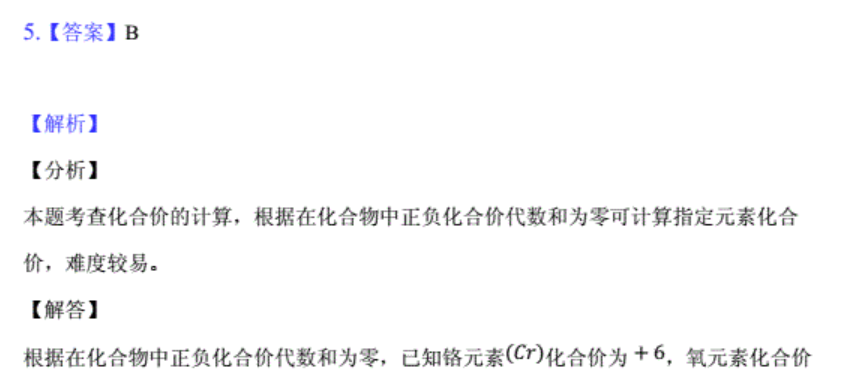 5.【答案】B
【解析】
【分析】
本题考查化合价的计算，根据在化合物中正负化合价代数和为零可计算指定元素化合
价，难度较易。
【解答】
根据在化合物中正负化合价代数和为零，已知铬元素(Cr)化合价为+6，氧元素化合价